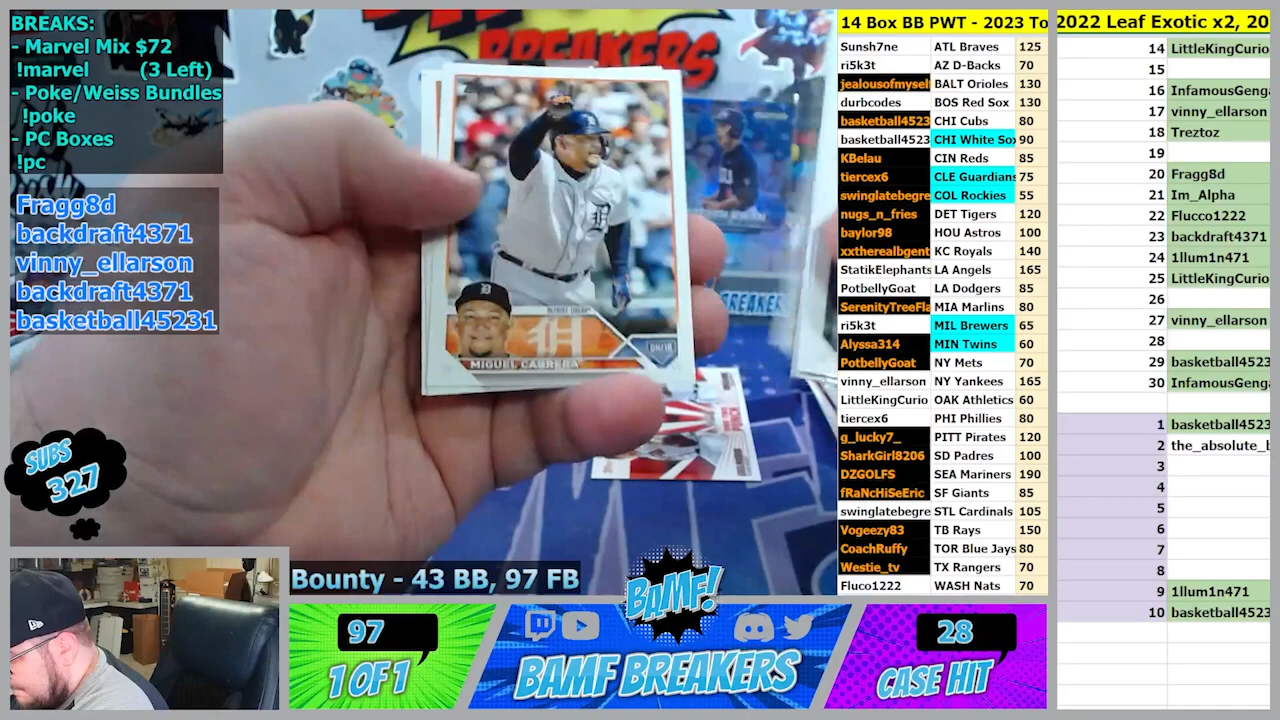 BREAKS:
- Marvel Mix $72
!marvel (3 Left)
- Poke/Weiss Bundles
!poke
- PC Boxes
!pc
Fragg8d
backdraft4371
vinny_ellarson
backdraft4371
basketball45231
SUBS
327
BREAKERS
MIGUEL CABRERA
DH/1B
BREAKER
14 Box BB PWT - 2023 To
Sunsh7ne ATL Braves 125
ri5k3t AZ D-Backs 70
jealousofmysel BALT Orioles 130
durbcodes BOS Red Sox 130
basketball4523 CHI Cubs 80
basketball4523 CHI White Sox 90
KBelau CIN Reds 85
tiercex6 CLE Guardians 75
swinglatebegre COL Rockies 55
nugs_n_fries DET Tigers 120
baylor98 HOU Astros 100
xxtherealbgent KC Royals 140
StatikElephants LA Angels 165
PotbellyGoat LA Dodgers 85
SerenityTreeFla MIA Marlins 80
ri5k3t MIL Brewers 65
Alyssa314 MIN Twins 60
PotbellyGoat NY Mets 70
vinny_ellarson NY Yankees 165
LittleKingCurio OAK Athletics 60
tiercex6 PHI Phillies 80
g_lucky7_ PITT Pirates 120
SharkGirl8206 SD Padres 100
DZGOLFS SEA Mariners 190
fRaNcHiSeEric SF Giants 85
swinglatebegre STL Cardinals 105
Vogeezy83 TB Rays 150
CoachRuffy TOR Blue Jays 80
Westie_tv TX Rangers 70
Fluco1222 WASH Nats 70
2022 Leaf Exotic x2, 20
14 LittleKingCurio
15
16 InfamousGenga
17 vinny_ellarson
18 Treztoz
19
20 Fragg8d
21 Im_Alpha
22 Flucco1222
23 backdraft4371
24 1llum1n471
25 LittleKingCurio
26
27 vinny_ellarson
28
29 basketball4523
30 InfamousGenga
1 basketball4523
2 the_absolute_b
3
4
5
6
7
8
9 1llum1n471
10 basketball4523
Bounty - 43 BB, 97 FB
BAMF!
97
1 OF 1
BAMF BREAKERS
28
CASE HIT